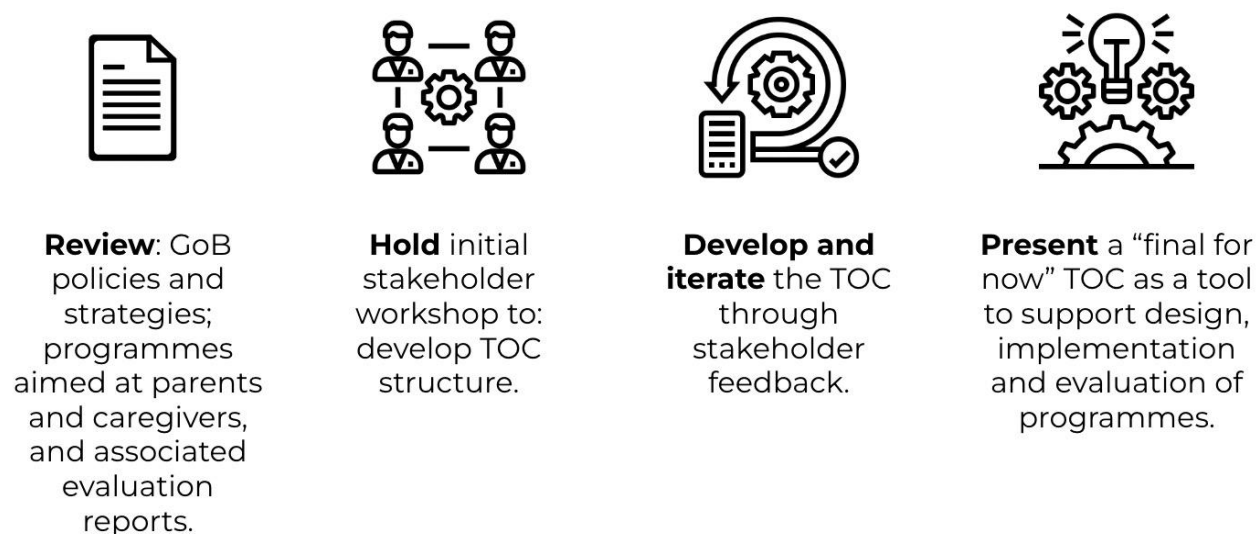 Review: GoB
policies and
strategies;
programmes
aimed at parents
and caregivers,
and associated
evaluation
reports.
Hold initial
stakeholder
workshop to:
develop TOC
structure.
Develop and
iterate the TOC
through
stakeholder
feedback.
Present a “final for
now” TOC as a tool
to support design,
implementation
and evaluation of
programmes.